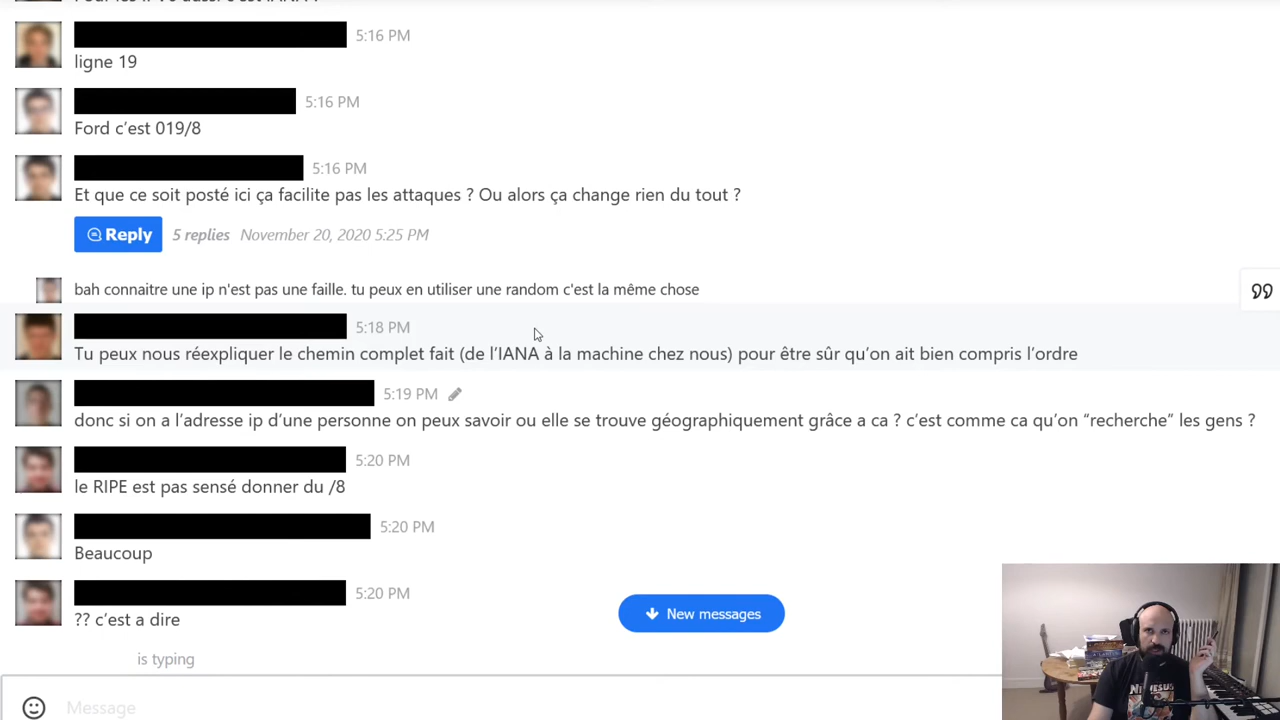 5:16 PM
ligne 19
5:16 PM
Ford c’est 019/8
5:16 PM
Et que ce soit posté ici ça facilite pas les attaques ? Ou alors ça change rien du tout ?
Reply 5 replies November 20, 2020 5:25 PM
bah connaitre une ip n'est pas une faille. tu peux en utiliser une random c'est la même chose
5:18 PM
Tu peux nous réexpliquer le chemin complet fait (de l’IANA à la machine chez nous) pour être sûr qu’on ait bien compris l’ordre
5:19 PM
donc si on a l’adresse ip d’une personne on peux savoir ou elle se trouve géographiquement grâce a ca ? c’est comme ca qu’on “recherche” les gens ?
5:20 PM
le RIPE est pas sensé donner du /8
5:20 PM
Beaucoup
5:20 PM
?? c’est a dire
New messages
is typing
Message